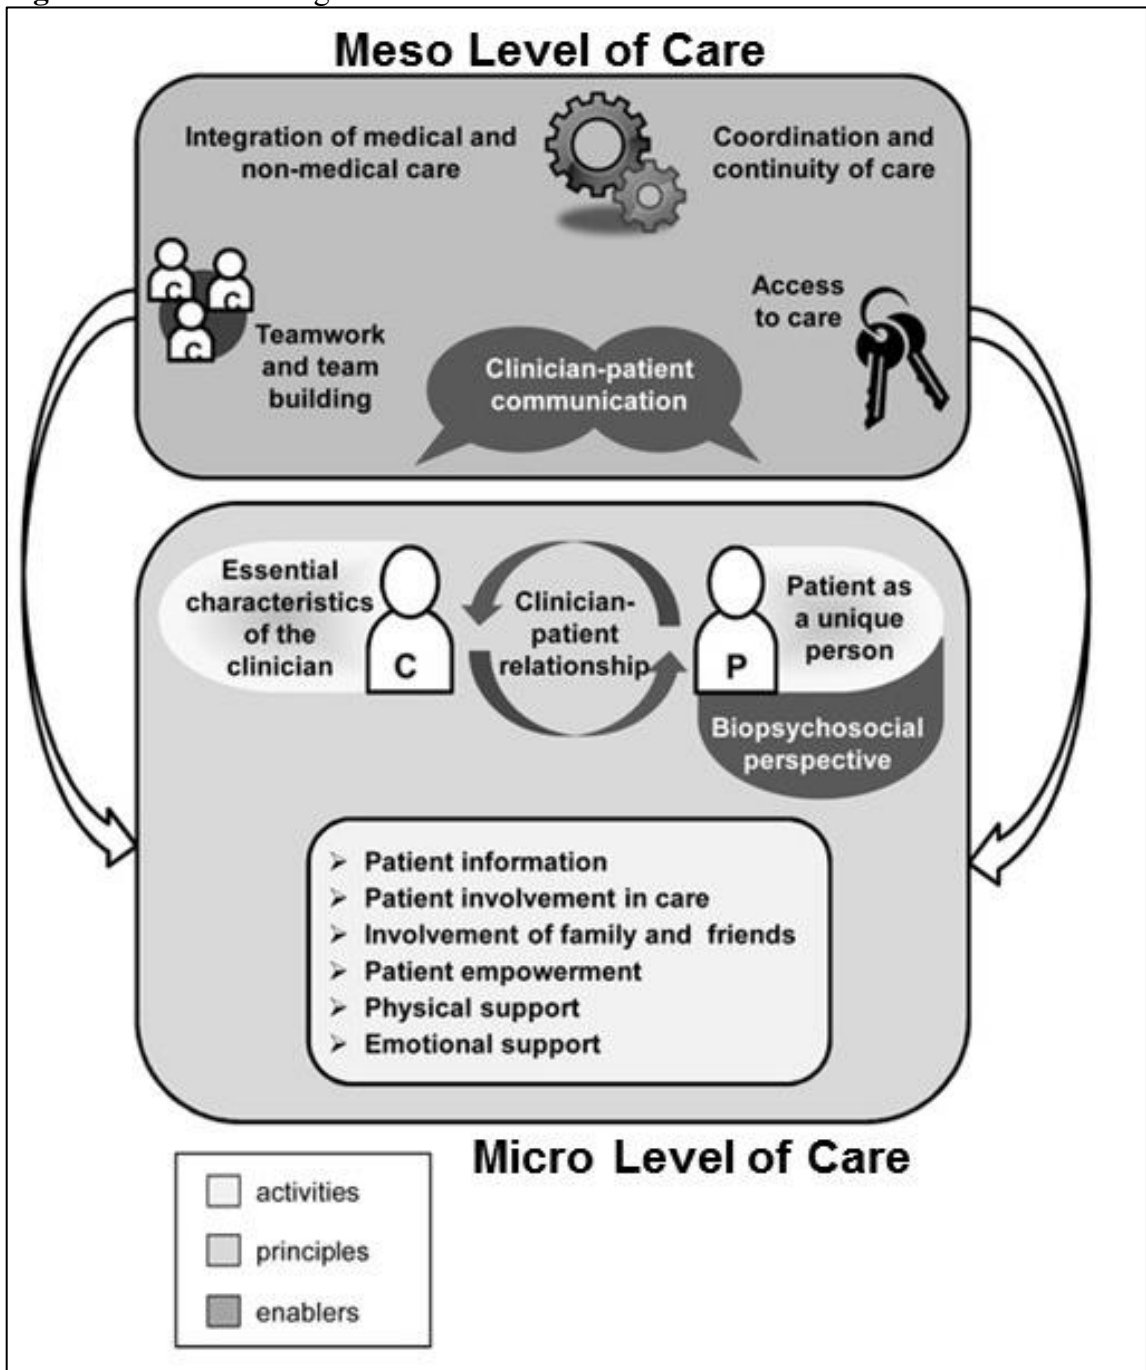 Meso Level of Care
Integration of medical and
non-medical care
Coordination and
continuity of care
C
C
C
Teamwork
and team
building
Access
to care
Clinician-patient
communication
Essential
characteristics
of the
clinician
C
Clinician-
patient
relationship
P
Patient as
a unique
person
Biopsychosocial
perspective
➢ Patient information
➢ Patient involvement in care
➢ Involvement of family and friends
➢ Patient empowerment
➢ Physical support
➢ Emotional support
Micro Level of Care
activities
principles
enablers